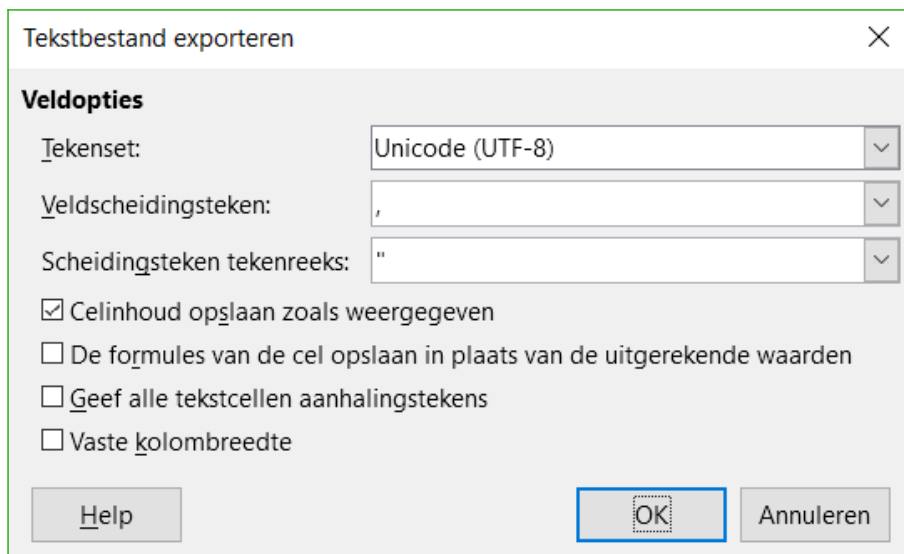 Tekstbestand exporteren
Veldopties
Tekenset: Unicode (UTF-8)
Veldscheidingsteken: ,
Scheidingsteken tekenreeks: "
Celinhoud opslaan zoals weergegeven
De formules van de cel opslaan in plaats van de uitgerekende waarden
Geef alle tekstcellen aanhalingstekens
Vaste kolombreedte
Help OK Annuleren